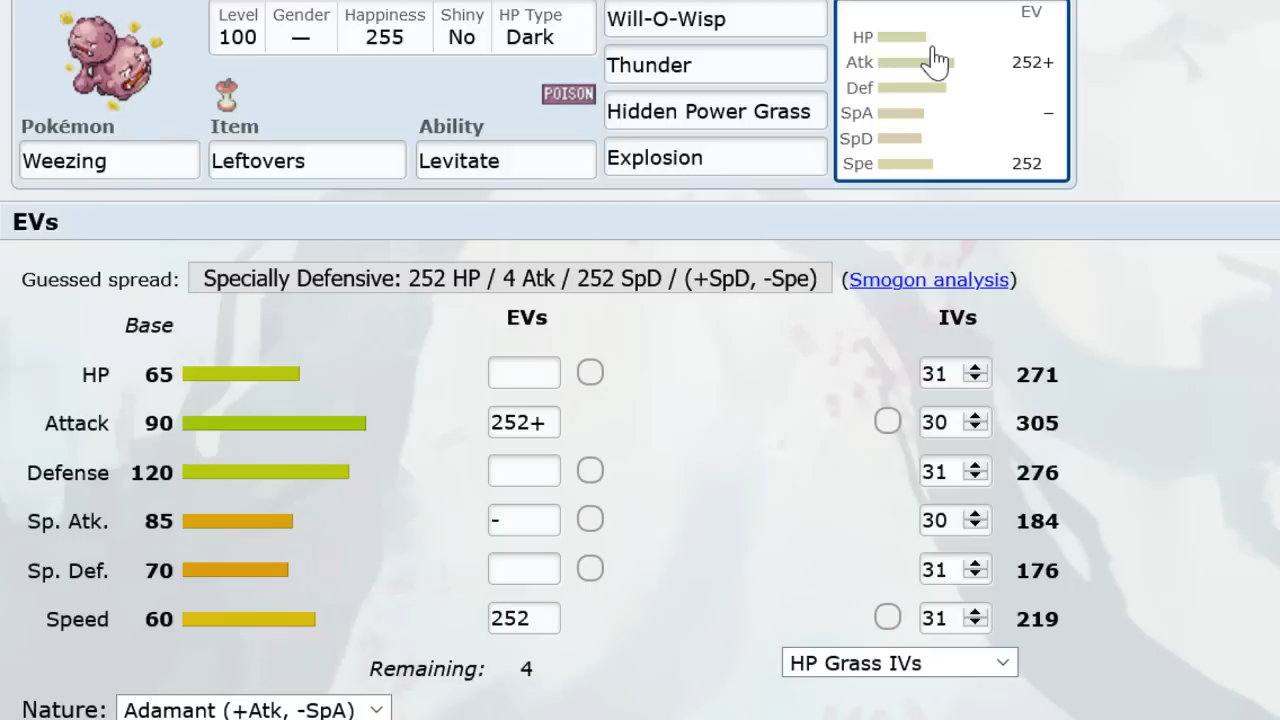 Level Gender Happiness Shiny HP Type
100 — 255 No Dark
POISON
Pokémon Item Ability
Weezing Leftovers Levitate
Will-O-Wisp
Thunder
Hidden Power Grass
Explosion
EV
HP
Atk 252+
Def
SpA –
SpD
Spe 252
EVs
Guessed spread: Specially Defensive: 252 HP / 4 Atk / 252 SpD / (+SpD, -Spe) (Smogon analysis)
Base EVs IVs
HP 65 31 271
Attack 90 252+ 30 305
Defense 120 31 276
Sp. Atk. 85 - 30 184
Sp. Def. 70 31 176
Speed 60 252 31 219
Remaining: 4 HP Grass IVs
Nature: Adamant (+Atk, -SpA)